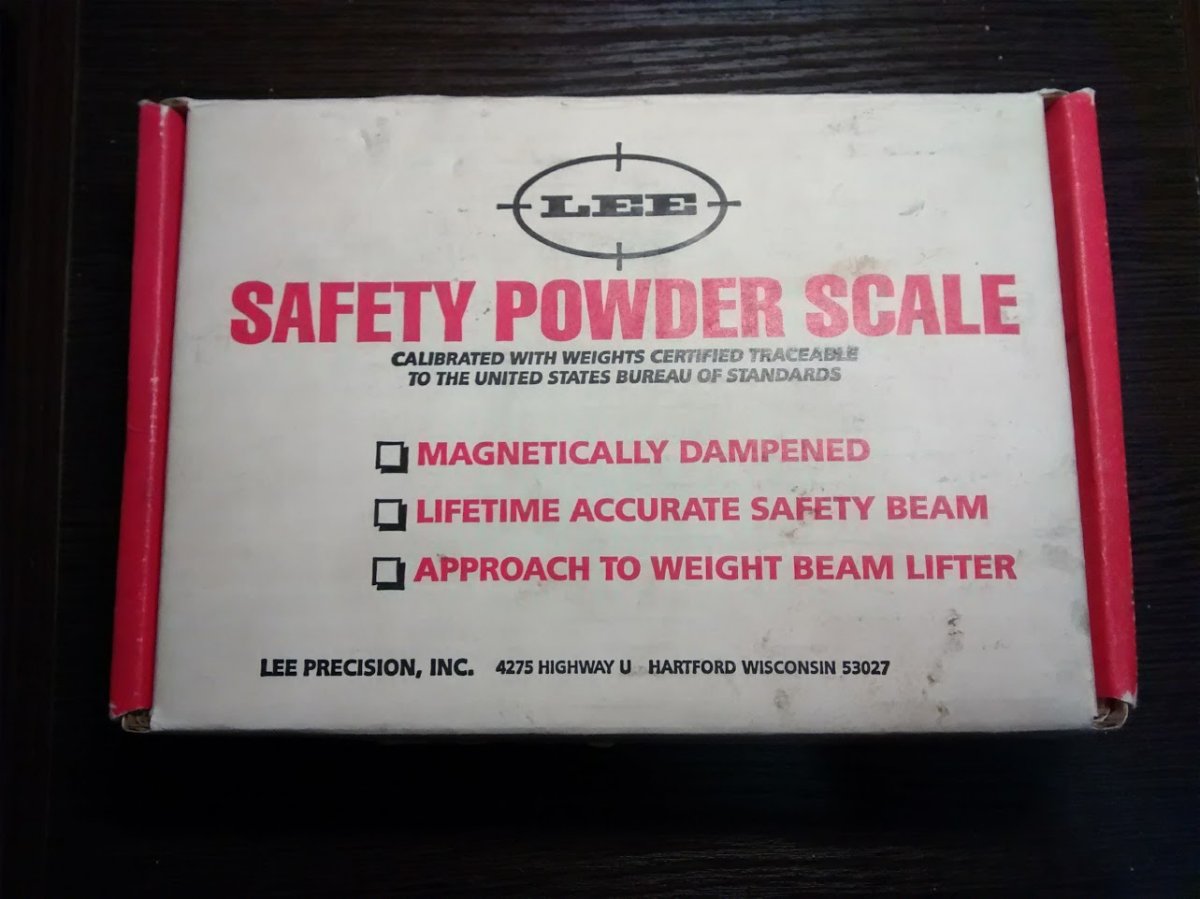 LEE
SAFETY POWDER SCALE
CALIBRATED WITH WEIGHTS CERTIFIED TRACEABLE
TO THE UNITED STATES BUREAU OF STANDARDS
MAGNETICALLY DAMPENED
LIFETIME ACCURATE SAFETY BEAM
APPROACH TO WEIGHT BEAM LIFTER
LEE PRECISION, INC. 4275 HIGHWAY U HARTFORD WISCONSIN 53027